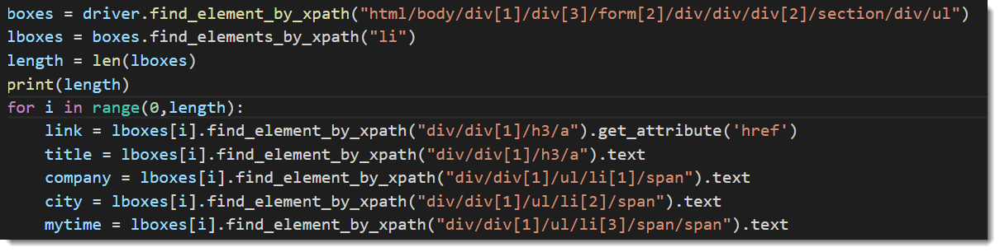 boxes = driver.find_element_by_xpath("html/body/div[1]/div[3]/form[2]/div/div/div[2]/section/div/ul")
lboxes = boxes.find_elements_by_xpath("li")
length = len(lboxes)
print(length)
for i in range(0,length):
    link = lboxes[i].find_element_by_xpath("div/div[1]/h3/a").get_attribute('href')
    title = lboxes[i].find_element_by_xpath("div/div[1]/h3/a").text
    company = lboxes[i].find_element_by_xpath("div/div[1]/ul/li[1]/span").text
    city = lboxes[i].find_element_by_xpath("div/div[1]/ul/li[2]/span").text
    mytime = lboxes[i].find_element_by_xpath("div/div[1]/ul/li[3]/span/span").text